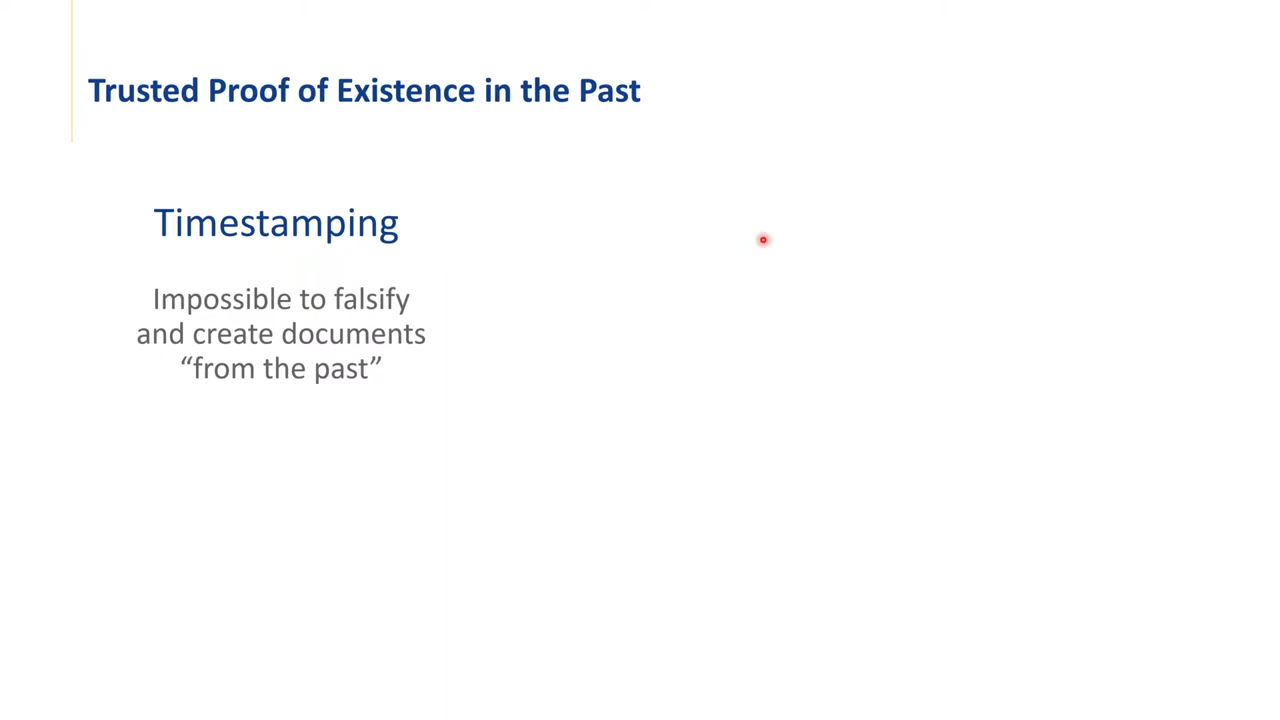 Trusted Proof of Existence in the Past
Timestamping
Impossible to falsify
and create documents
“from the past”